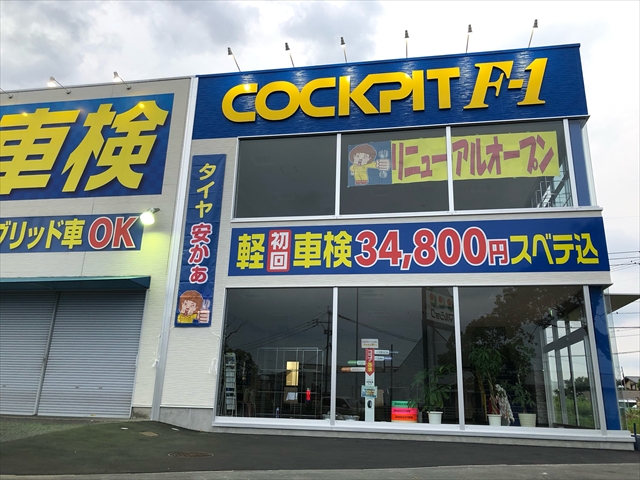 COCKPIT F-1
車検
リニューアルオープン
グリッド車OK
タイヤ安かぁ
軽初回車検34,800円スベテ込